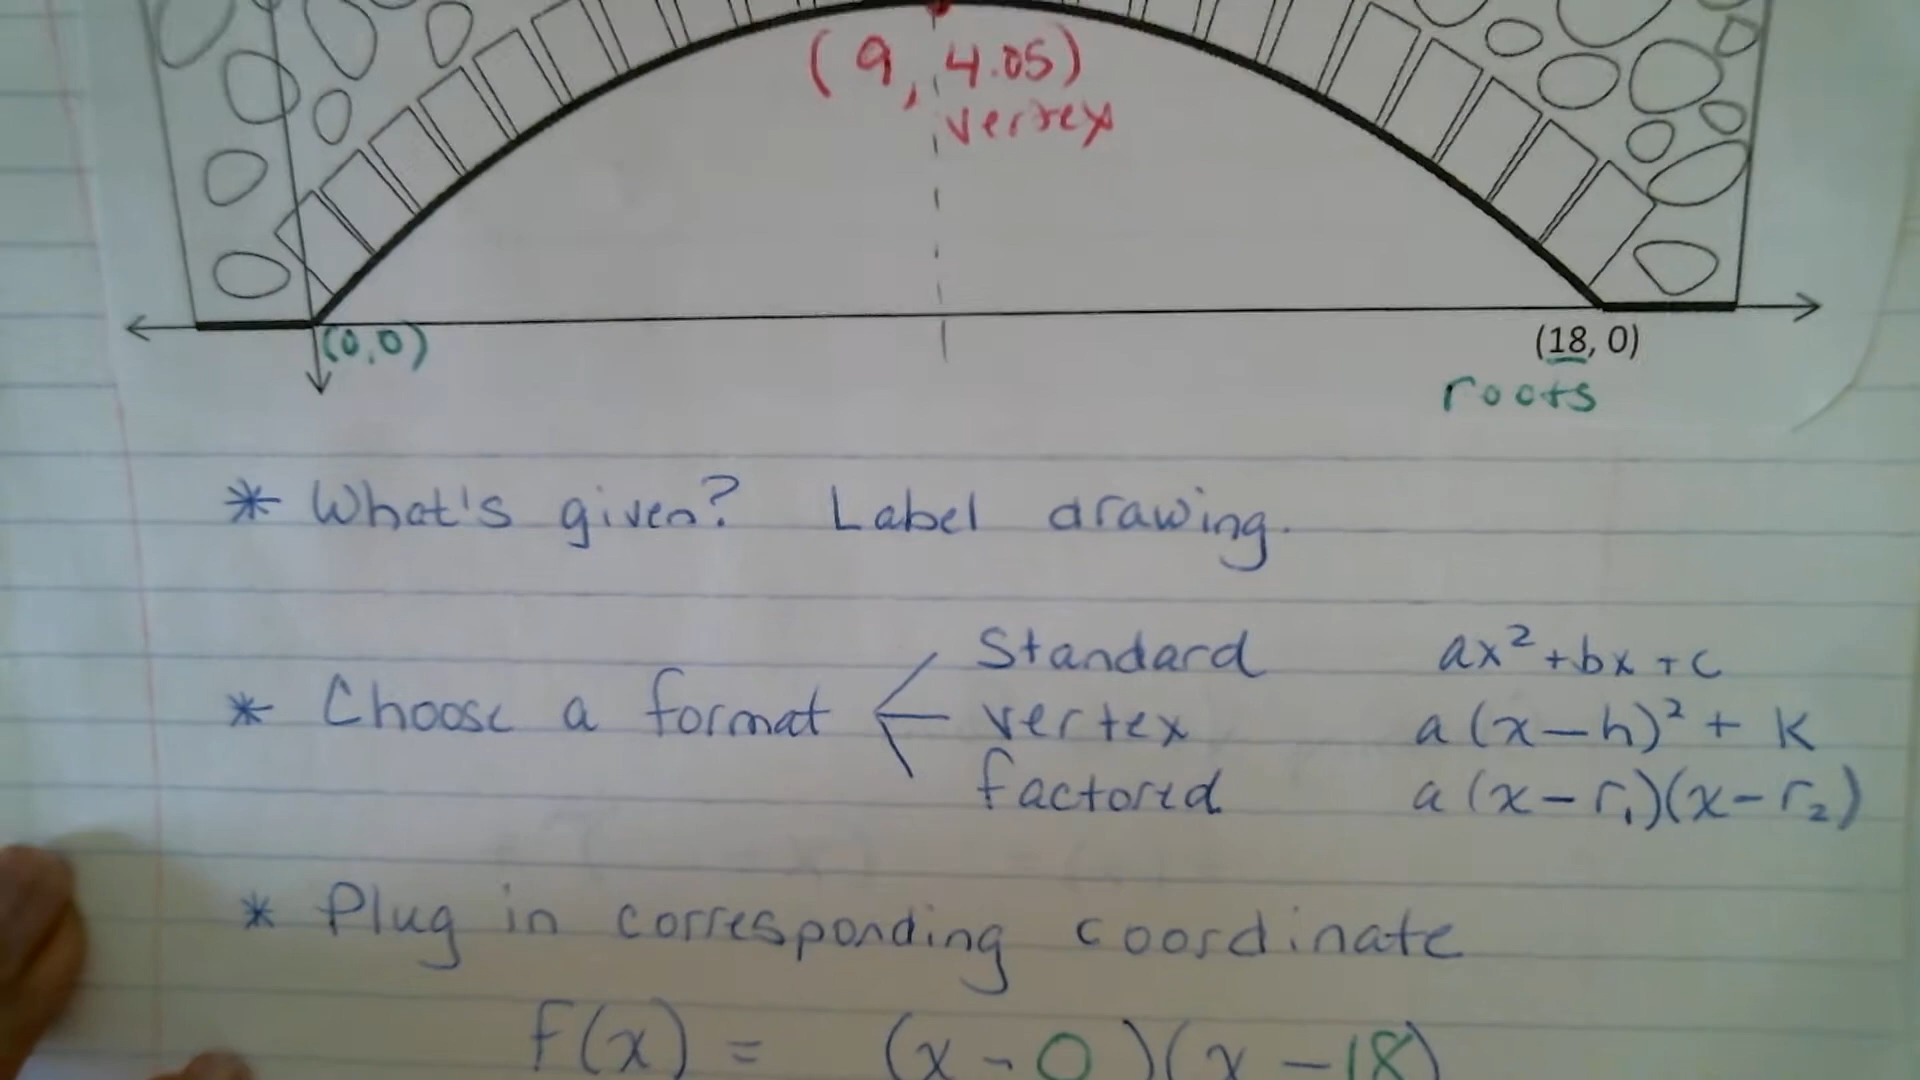 (9, 4.05)
vertex
(0,0)
(18, 0)
roots
* What's given? Label drawing.
* Choose a format
Standard ax²+bx+c
vertex a(x-h)² + k
factored a(x-r₁)(x-r₂)
* Plug in corresponding coordinate
f(x) = (x-0)(x-18)